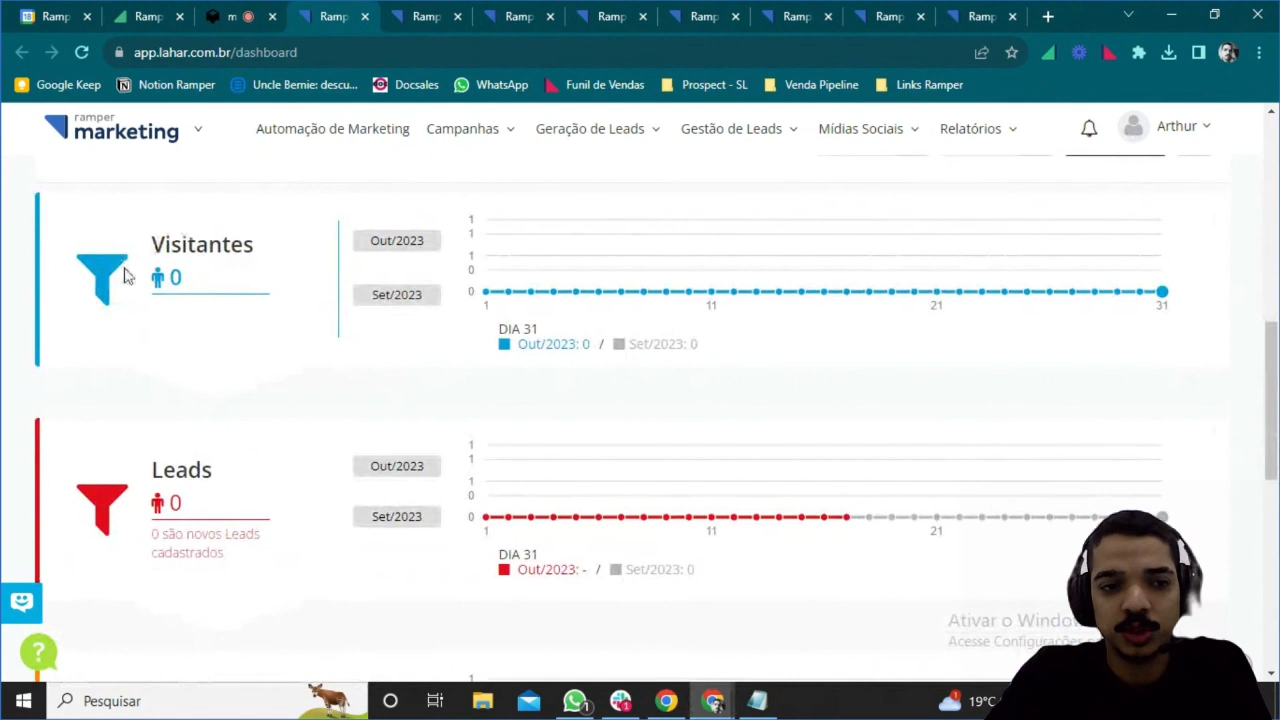 Ramp
Ramp
m
Ramp
Ramp
Ramp
Ramp
Ramp
Ramp
Ramp
Ramp
app.lahar.com.br/dashboard
Google Keep
Notion Ramper
Uncle Bernie: descu...
Docsales
WhatsApp
Funil de Vendas
Prospect - SL
Venda Pipeline
Links Ramper
ramper
marketing
Automação de Marketing
Campanhas
Geração de Leads
Gestão de Leads
Mídias Sociais
Relatórios
Arthur
Visitantes
0
Out/2023
Set/2023
1
1
1
0
0
1
11
21
31
DIA 31
Out/2023: 0 / Set/2023: 0
Leads
0
0 são novos Leads
cadastrados
Out/2023
Set/2023
1
1
1
0
0
1
11
21
DIA 31
Out/2023: - / Set/2023: 0
Ativar o Windo
Acesse Configurações
?
1
Pesquisar
1
1
1
19°C